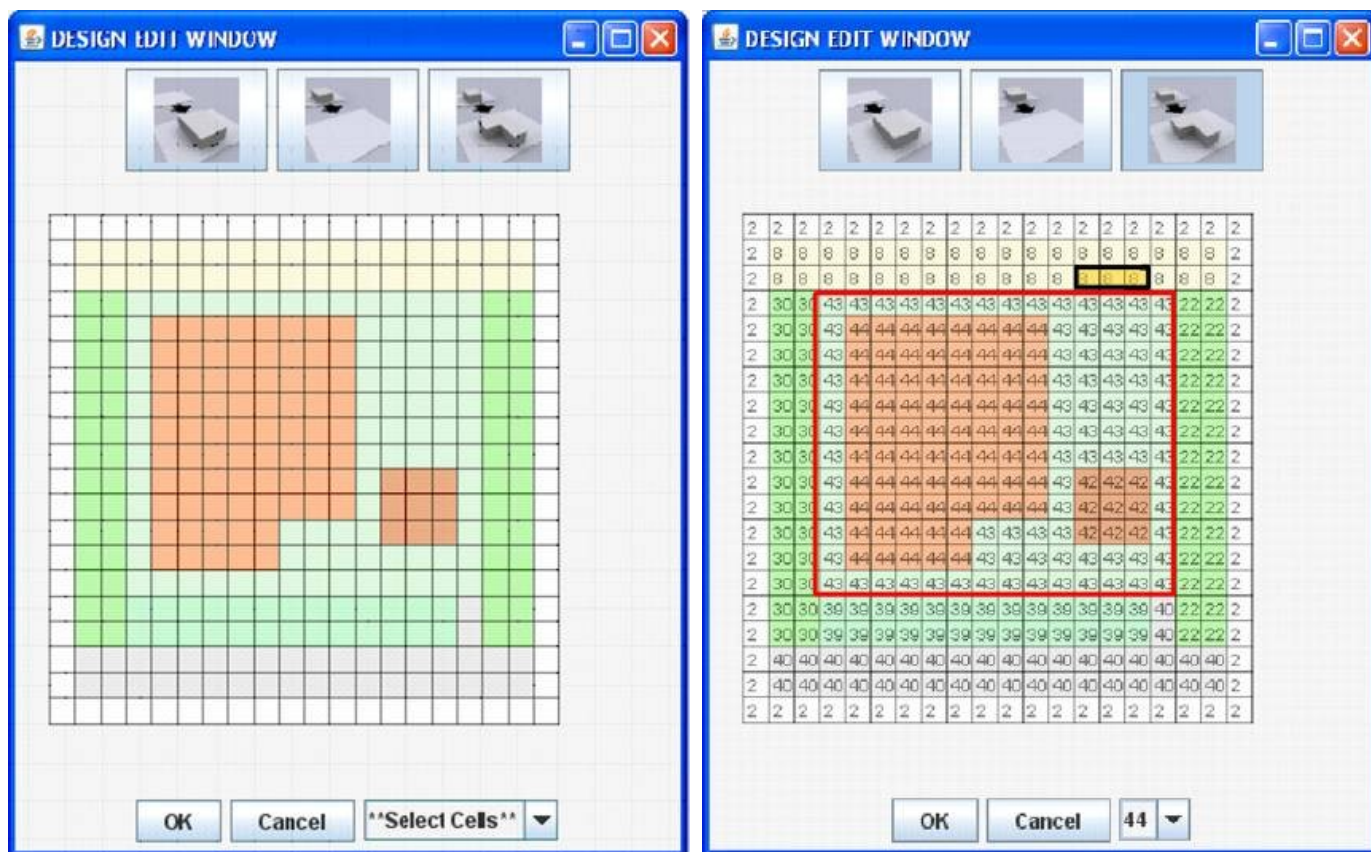 DESIGN EDIT WINDOW
OK Cancel **Select Cells**
DESIGN EDIT WINDOW
2 2 2 2 2 2 2 2 2 2 2 2 2 2 2 2 2 2 2 2
2 8 8 8 8 8 8 8 8 8 8 8 8 8 8 8 8 8 8 2
2 8 8 8 8 8 8 8 8 8 8 8 8 8 8 8 8 8 8 2
2 30 30 43 43 43 43 43 43 43 43 43 43 43 43 43 43 22 22 2
2 30 30 43 44 44 44 44 44 44 44 44 43 43 43 43 43 22 22 2
2 30 30 43 44 44 44 44 44 44 44 44 43 43 43 43 43 22 22 2
2 30 30 43 44 44 44 44 44 44 44 44 43 43 43 43 43 22 22 2
2 30 30 43 44 44 44 44 44 44 44 44 43 43 43 43 43 22 22 2
2 30 30 43 44 44 44 44 44 44 44 44 43 43 43 43 43 22 22 2
2 30 30 43 44 44 44 44 44 44 44 44 43 43 43 43 43 22 22 2
2 30 30 43 44 44 44 44 44 44 44 44 43 42 42 42 43 22 22 2
2 30 30 43 44 44 44 44 44 44 44 44 43 42 42 42 43 22 22 2
2 30 30 43 44 44 44 44 44 43 43 43 43 42 42 42 43 22 22 2
2 30 30 43 44 44 44 44 44 43 43 43 43 43 43 43 43 22 22 2
2 30 30 43 43 43 43 43 43 43 43 43 43 43 43 43 43 22 22 2
2 30 30 39 39 39 39 39 39 39 39 39 39 39 39 39 40 22 22 2
2 30 30 39 39 39 39 39 39 39 39 39 39 39 39 39 40 22 22 2
2 40 40 40 40 40 40 40 40 40 40 40 40 40 40 40 40 40 40 2
2 40 40 40 40 40 40 40 40 40 40 40 40 40 40 40 40 40 40 2
2 2 2 2 2 2 2 2 2 2 2 2 2 2 2 2 2 2 2 2
OK Cancel 44